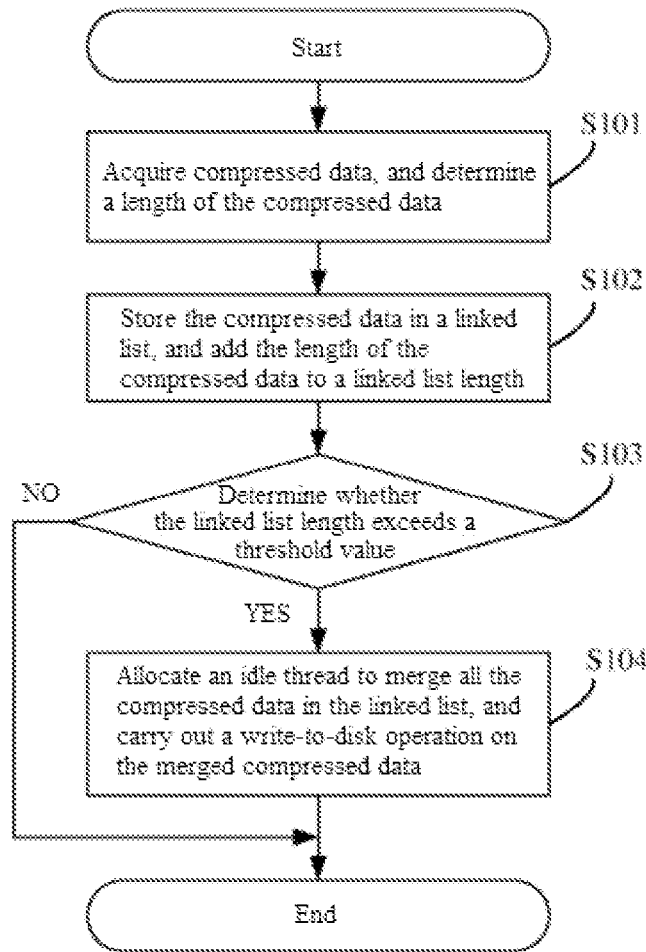 Start
S101
Acquire compressed data, and determine
a length of the compressed data
S102
Store the compressed data in a linked
list, and add the length of the
compressed data to a linked list length
S103
NO
Determine whether
the linked list length exceeds a
threshold value
YES
S104
Allocate an idle thread to merge all the
compressed data in the linked list, and
carry out a write-to-disk operation on
the merged compressed data
End